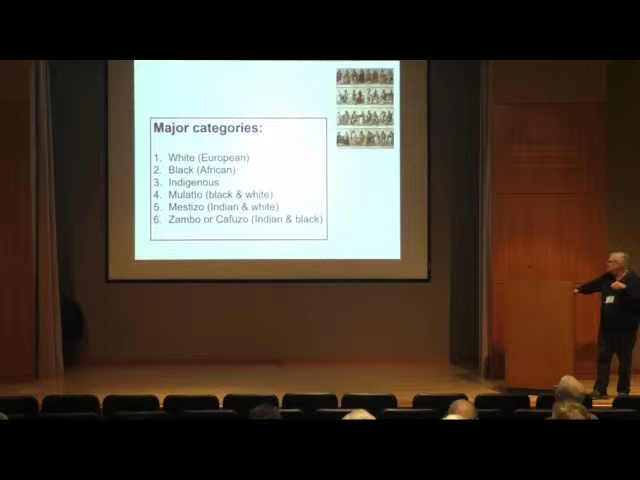 Major categories:
1. White (European)
2. Black (African)
3. Indigenous
4. Mulatto (black & white)
5. Mestizo (Indian & white)
6. Zambo or Cafuzo (Indian & black)